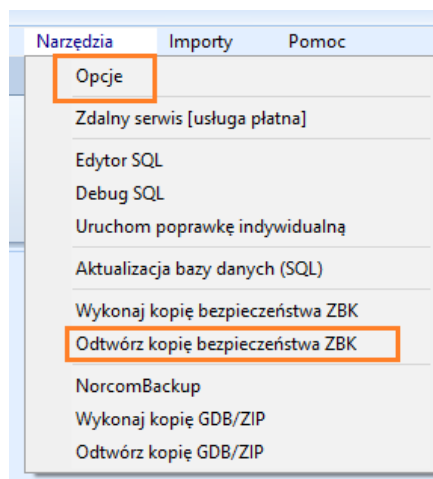 Narzędzia Importy Pomoc
Opcje
Zdalny serwis [usługa płatna]
Edytor SQL
Debug SQL
Uruchom poprawkę indywidualną
Aktualizacja bazy danych (SQL)
Wykonaj kopię bezpieczeństwa ZBK
Odtwórz kopię bezpieczeństwa ZBK
NorcomBackup
Wykonaj kopię GDB/ZIP
Odtwórz kopię GDB/ZIP